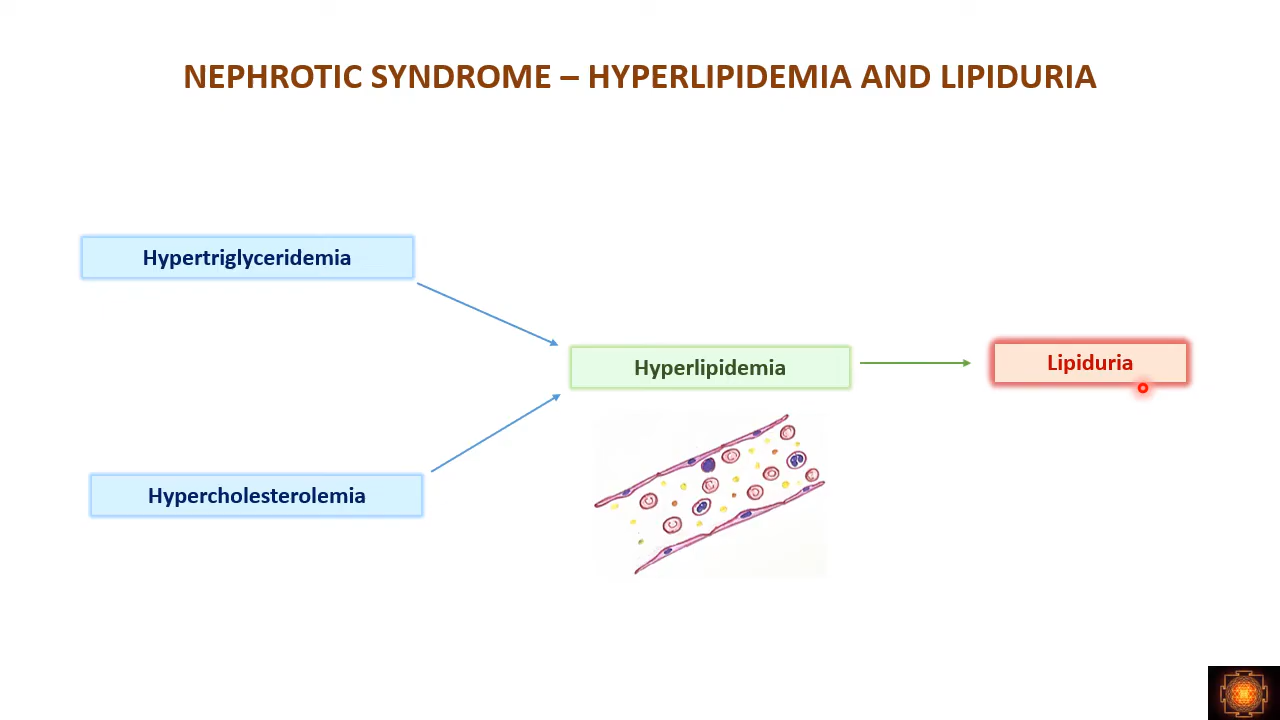 NEPHROTIC SYNDROME – HYPERLIPIDEMIA AND LIPIDURIA
Hypertriglyceridemia
Hyperlipidemia
Lipiduria
Hypercholesterolemia